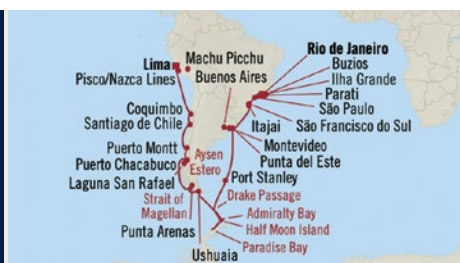 Lima
Machu Picchu
Pisco/Nazca Lines
Buenos Aires
Rio de Janeiro
Buzios
Ilha Grande
Parati
São Paulo
São Francisco do Sul
Itajai
Montevideo
Punta del Este
Coquimbo
Santiago de Chile
Puerto Montt
Aysen
Estero
Puerto Chacabuco
Laguna San Rafael
Port Stanley
Strait of
Magellan
Drake Passage
Admiralty Bay
Half Moon Island
Paradise Bay
Punta Arenas
Ushuaia